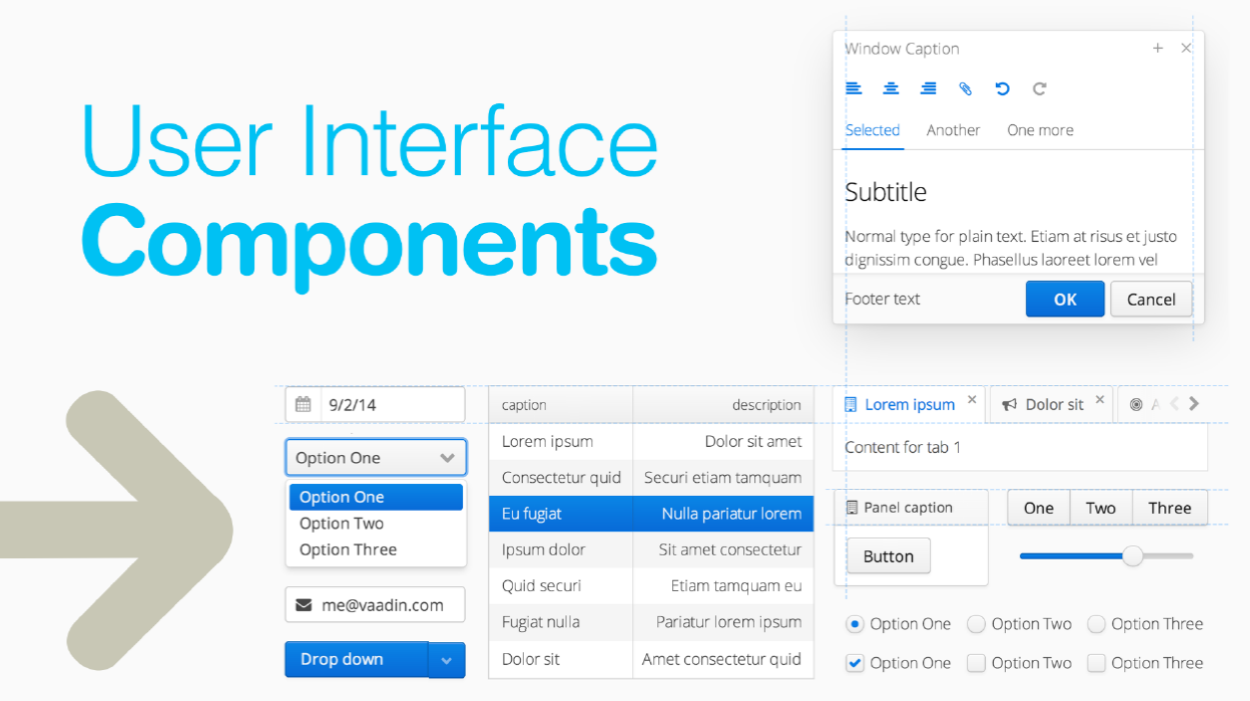 User Interface
Components
Window Caption
Selected Another One more
Subtitle
Normal type for plain text. Etiam at risus et justo
dignissim congue. Phasellus laoreet lorem vel
Footer text OK Cancel
9/2/14
Option One
Option One
Option Two
Option Three
me@vaadin.com
Drop down
caption description
Lorem ipsum Dolor sit amet
Consectetur quid Securi etiam tamquam
Eu fugiat Nulla pariatur lorem
Ipsum dolor Sit amet consectetur
Quid securi Etiam tamquam eu
Fugiat nulla Pariatur lorem ipsum
Dolor sit Amet consectetur quid
Lorem ipsum Dolor sit A
Content for tab 1
Panel caption
Button
One Two Three
Option One Option Two Option Three
Option One Option Two Option Three